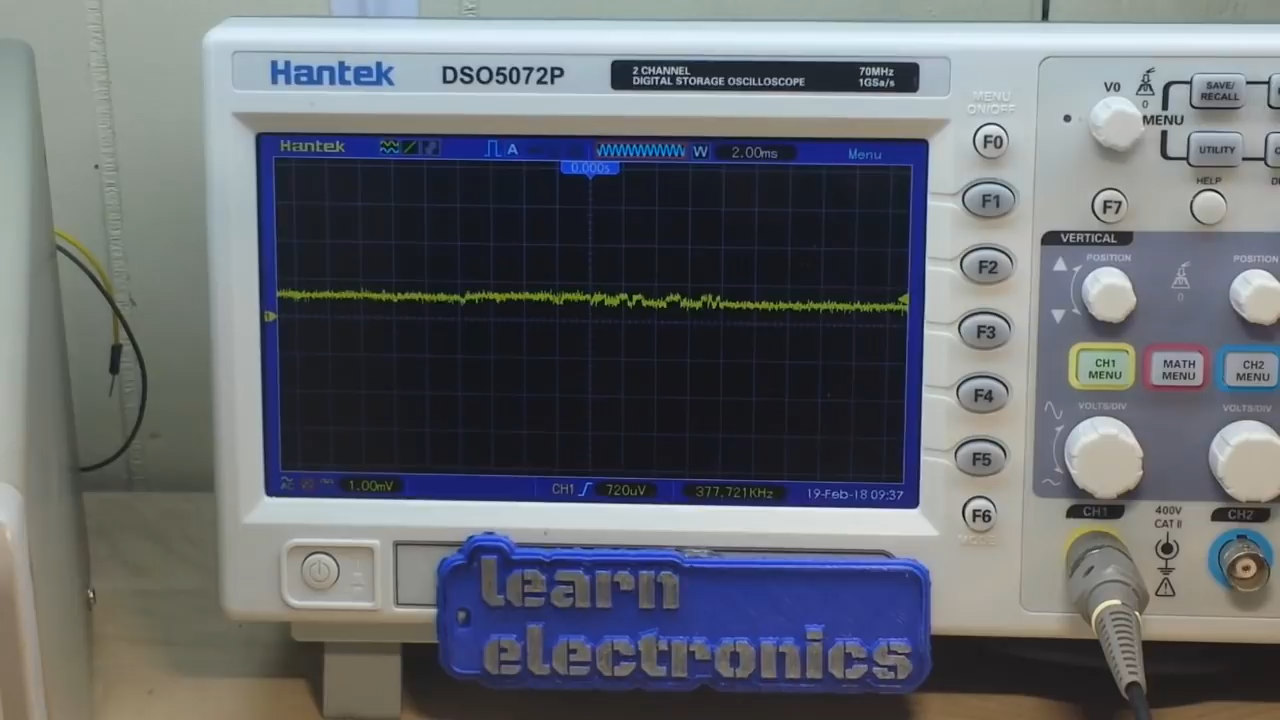 Hantek DSO5072P
2 CHANNEL 70MHz
DIGITAL STORAGE OSCILLOSCOPE 1GSa/s
MENU
ON/OFF
F0
F1
F2
F3
F4
F5
F6
Hantek A W 2.00ms Menu
0.000s
1.00mV CH1 720uV 377.721KHz 19-Feb-18 09:37
V0
0
MENU
SAVE/
RECALL
UTILITY
F7
HELP
VERTICAL
POSITION
POSITION
0
CH1
MENU
MATH
MENU
CH2
MENU
VOLTS/DIV
VOLTS/DIV
CH1
400V
CAT II
CH2
learn
electronics